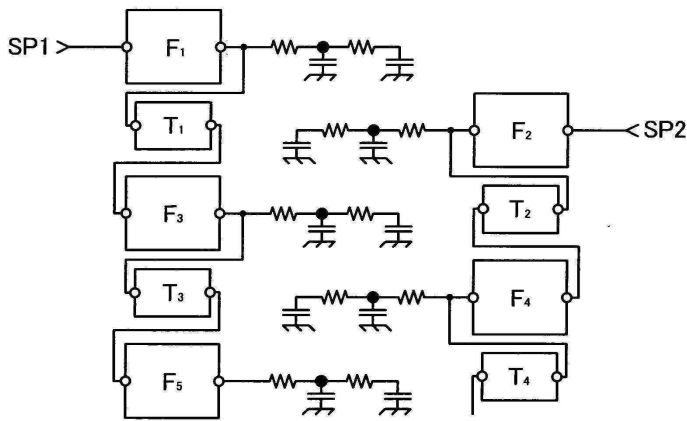 SP1 F₁
T₁
F₂ SP2
F₃
T₂
T₃
F₄
F₅
T₄